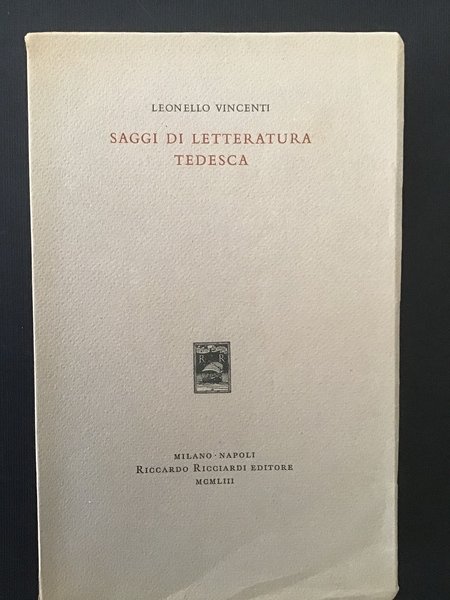 LEONELLO VINCENTI
SAGGI DI LETTERATURA
TEDESCA
R R
MILANO · NAPOLI
RICCARDO RICCIARDI EDITORE
MCMLIII